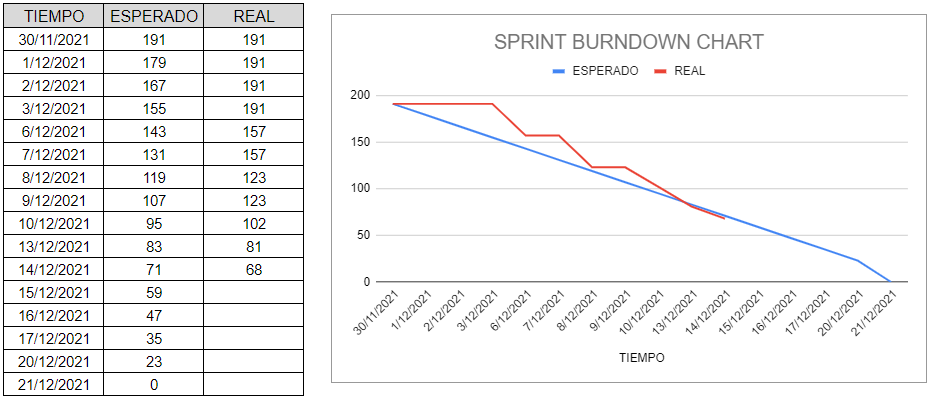 TIEMPO ESPERADO REAL
30/11/2021 191 191
1/12/2021 179 191
2/12/2021 167 191
3/12/2021 155 191
6/12/2021 143 157
7/12/2021 131 157
8/12/2021 119 123
9/12/2021 107 123
10/12/2021 95 102
13/12/2021 83 81
14/12/2021 71 68
15/12/2021 59
16/12/2021 47
17/12/2021 35
20/12/2021 23
21/12/2021 0
SPRINT BURNDOWN CHART
ESPERADO REAL
200
150
100
50
0
30/11/2021 1/12/2021 2/12/2021 3/12/2021 6/12/2021 7/12/2021 8/12/2021 9/12/2021 10/12/2021 13/12/2021 14/12/2021 15/12/2021 16/12/2021 17/12/2021 20/12/2021 21/12/2021
TIEMPO